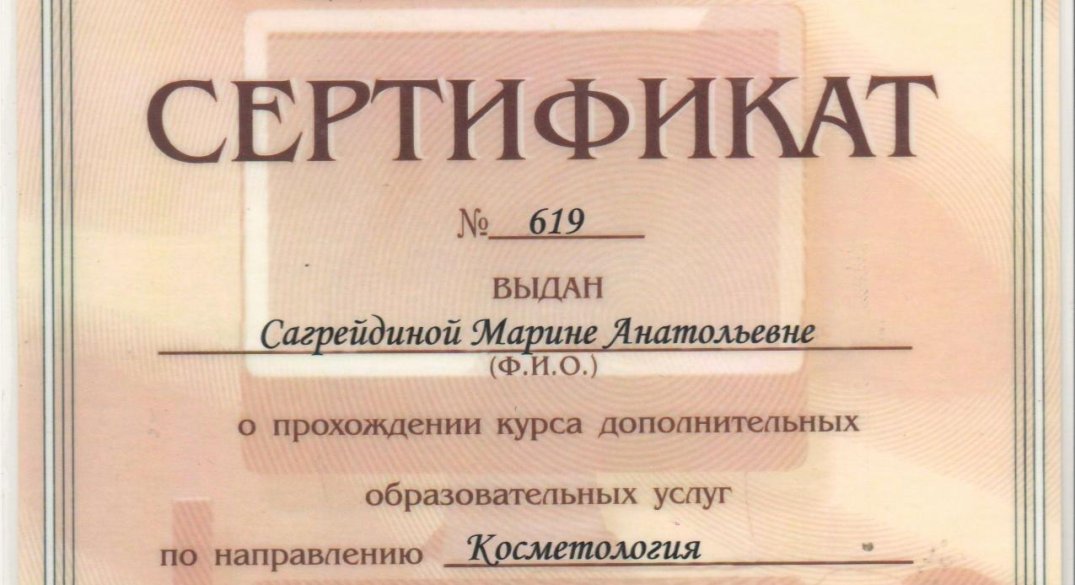 СЕРТИФИКАТ
№ 619
ВЫДАН
Сагрейдиной Марине Анатольевне
(Ф.И.О.)
о прохождении курса дополнительных
образовательных услуг
по направлению Косметология